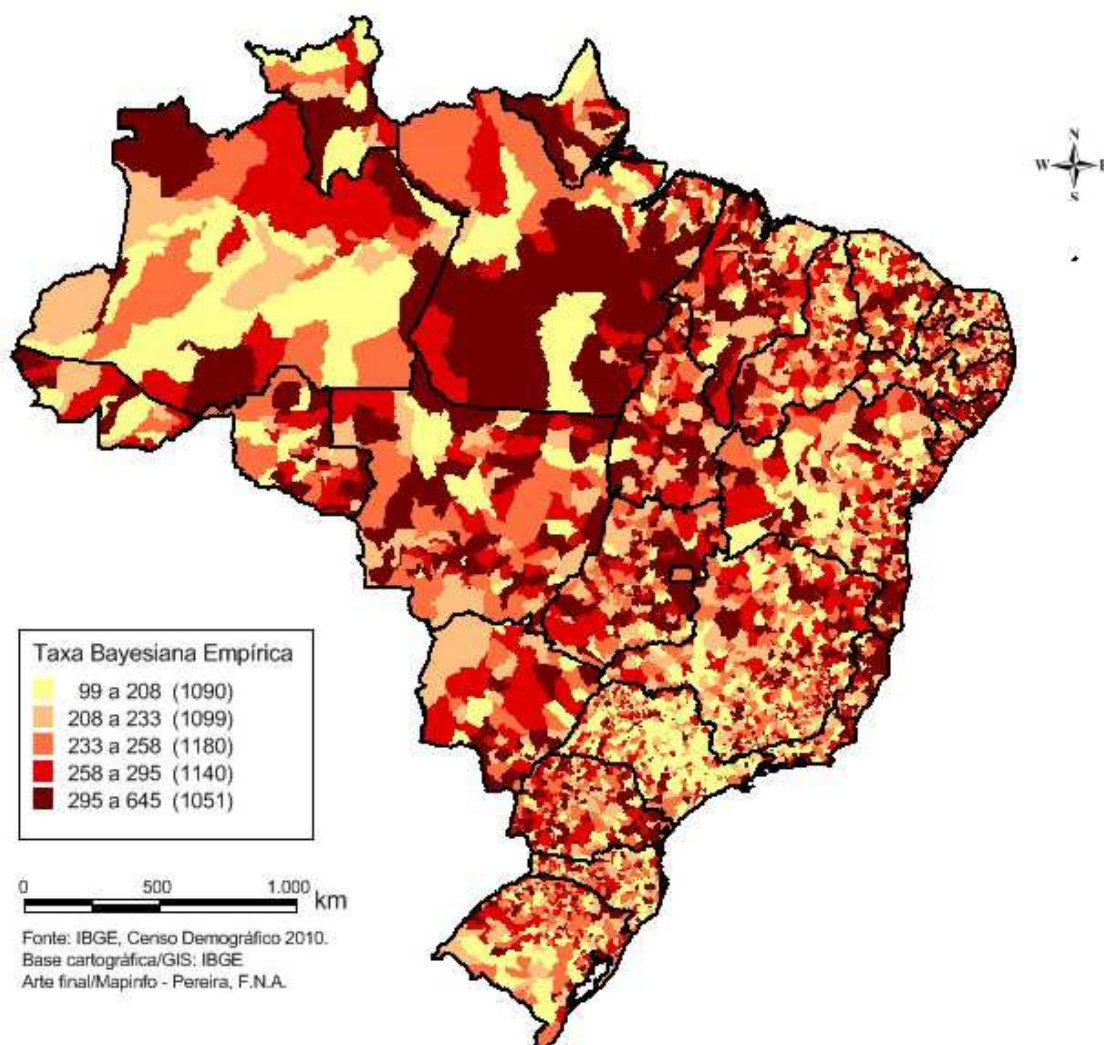 N
W E
S
Taxa Bayesiana Empírica
99 a 208 (1090)
208 a 233 (1099)
233 a 258 (1180)
258 a 295 (1140)
295 a 645 (1051)
0 500 1.000 km
Fonte: IBGE, Censo Demográfico 2010.
Base cartográfica/GIS: IBGE
Arte final/Mapinfo - Pereira, F.N.A.